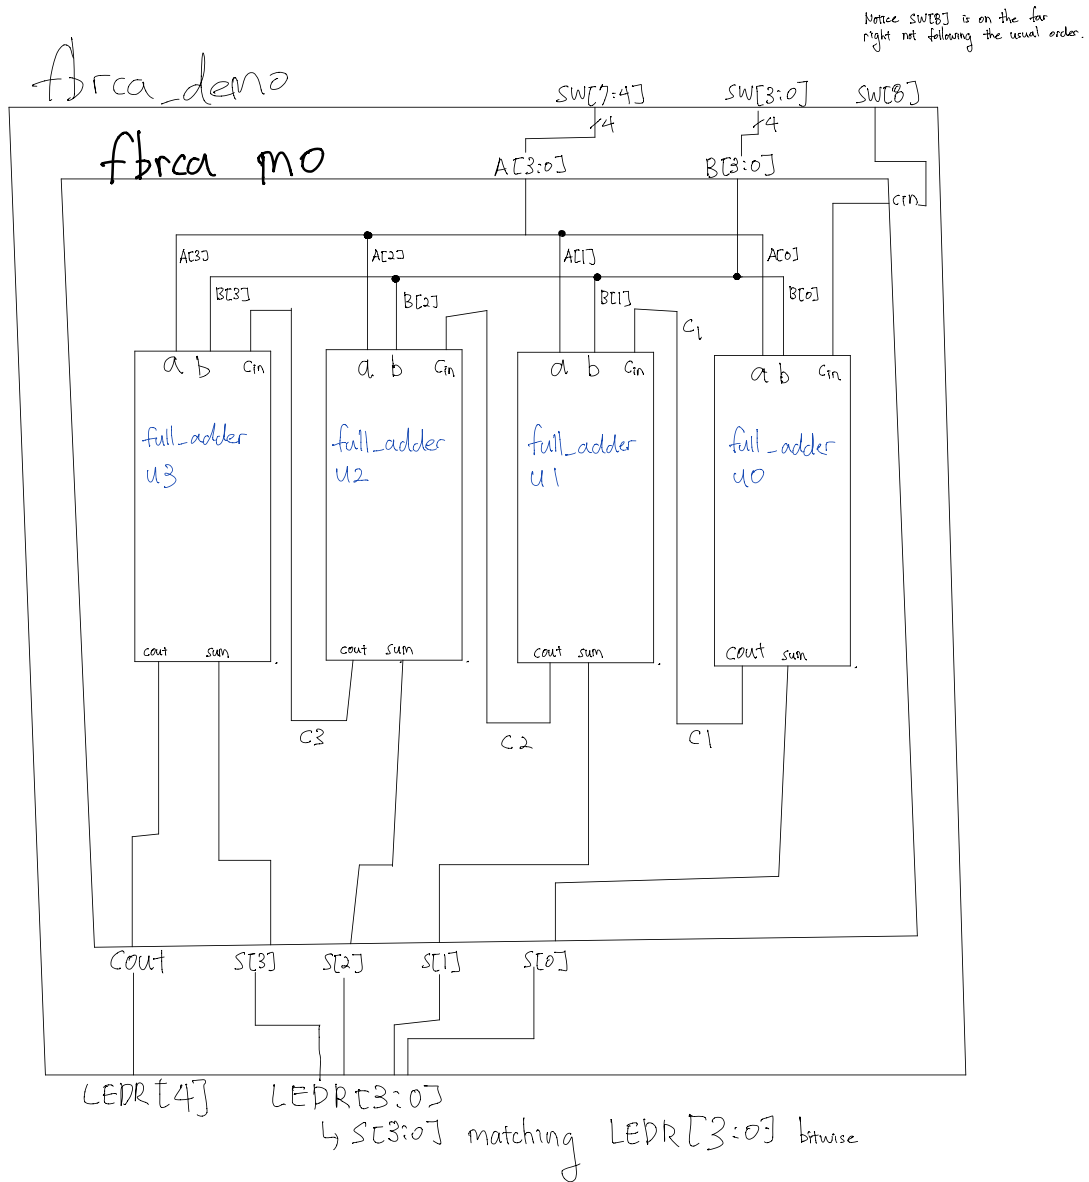 Notice SW[8] is on the far
right not following the usual order.
fbrca_demo
SW[7:4] SW[3:0] SW[8]
4 4
fbrca m0
A[3:0] B[3:0]
cin
A[3] A[2] A[1] A[0]
B[3] B[2] B[1] B[0]
C1
a b cin a b cin a b cin a b cin
full_adder full_adder full_adder full_adder
u3 u2 u1 u0
cout sum cout sum cout sum cout sum
C3 C2 C1
cout S[3] S[2] S[1] S[0]
LEDR[4] LEDR[3:0]
↳ S[3:0] matching LEDR[3:0] bitwise